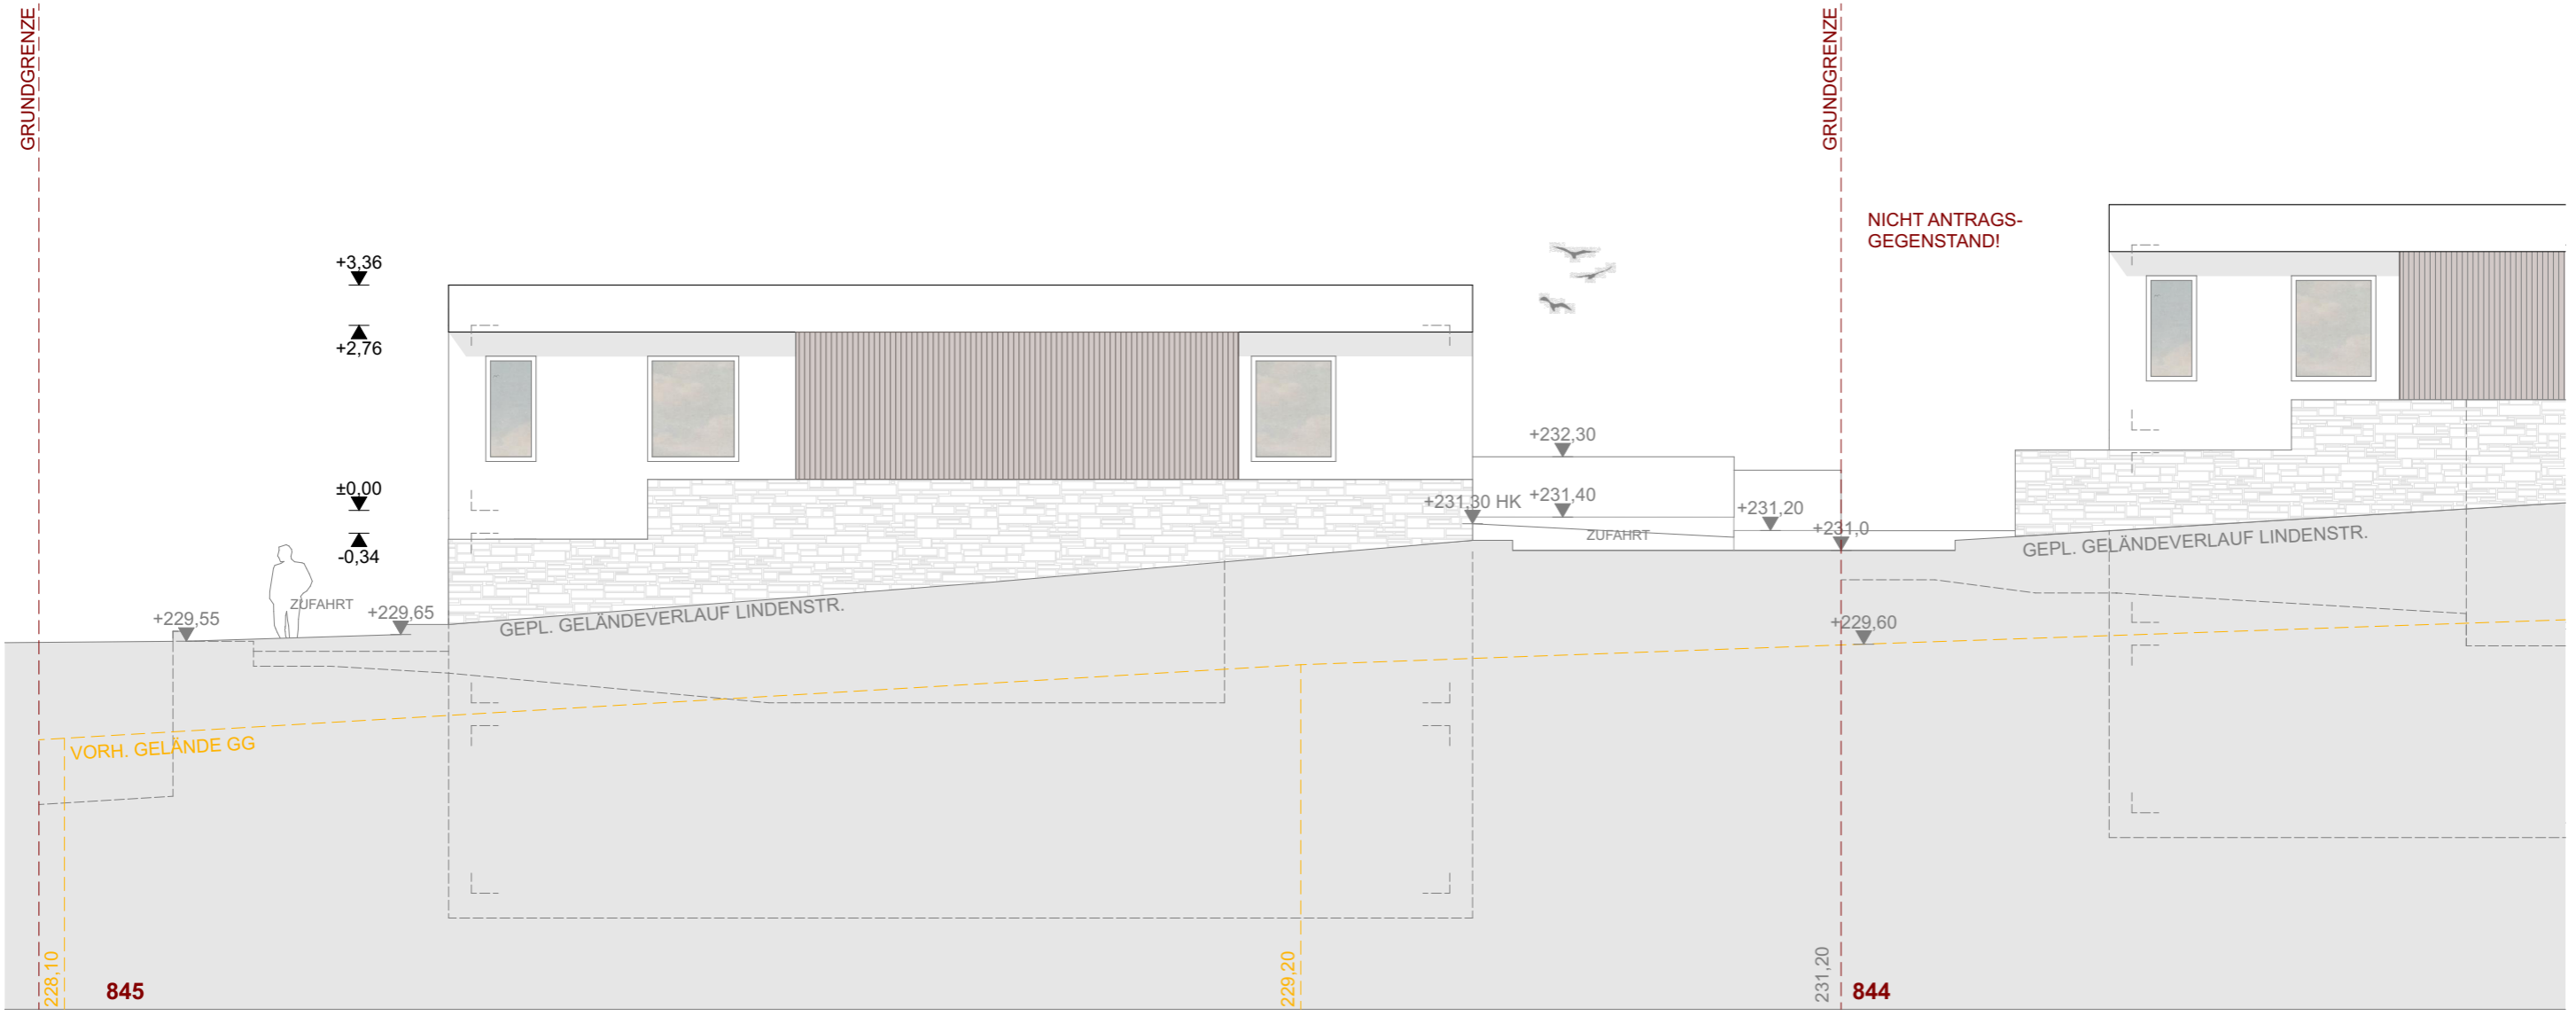 GRUNDGRENZE
GRUNDGRENZE
NICHT ANTRAGS-
GEGENSTAND!
+3,36
+2,76
±0,00
-0,34
+232,30
+231,30 HK
+231,40
+231,20
+231,0
ZUFAHRT
GEPL. GELÄNDEVERLAUF LINDENSTR.
ZUFAHRT
+229,55
+229,65
GEPL. GELÄNDEVERLAUF LINDENSTR.
+229,60
VORH. GELÄNDE GG
228,10
845
229,20
231,20
844